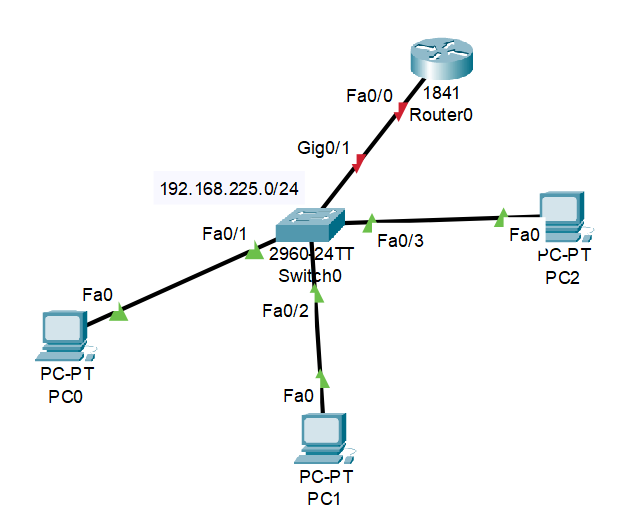 Fa0/0
1841
Router0
Gig0/1
192.168.225.0/24
Fa0/1
2960-24TT
Switch0
Fa0/3
Fa0
PC-PT
PC2
Fa0
Fa0/2
PC-PT
PC0
Fa0
PC-PT
PC1